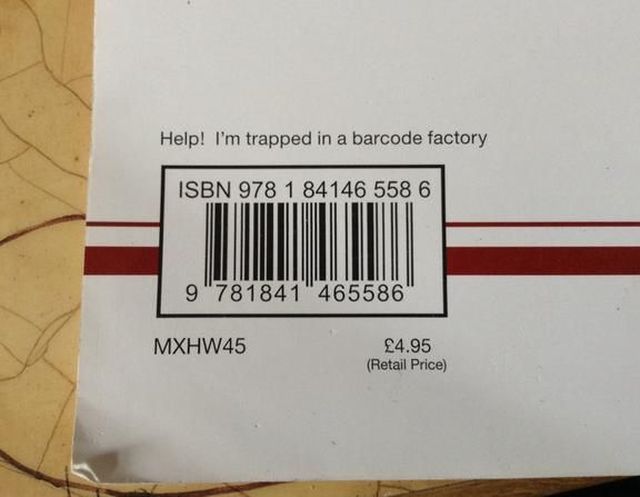 Help! I'm trapped in a barcode factory
ISBN 978 1 84146 558 6
9 781841 465586
MXHW45
£4.95
(Retail Price)